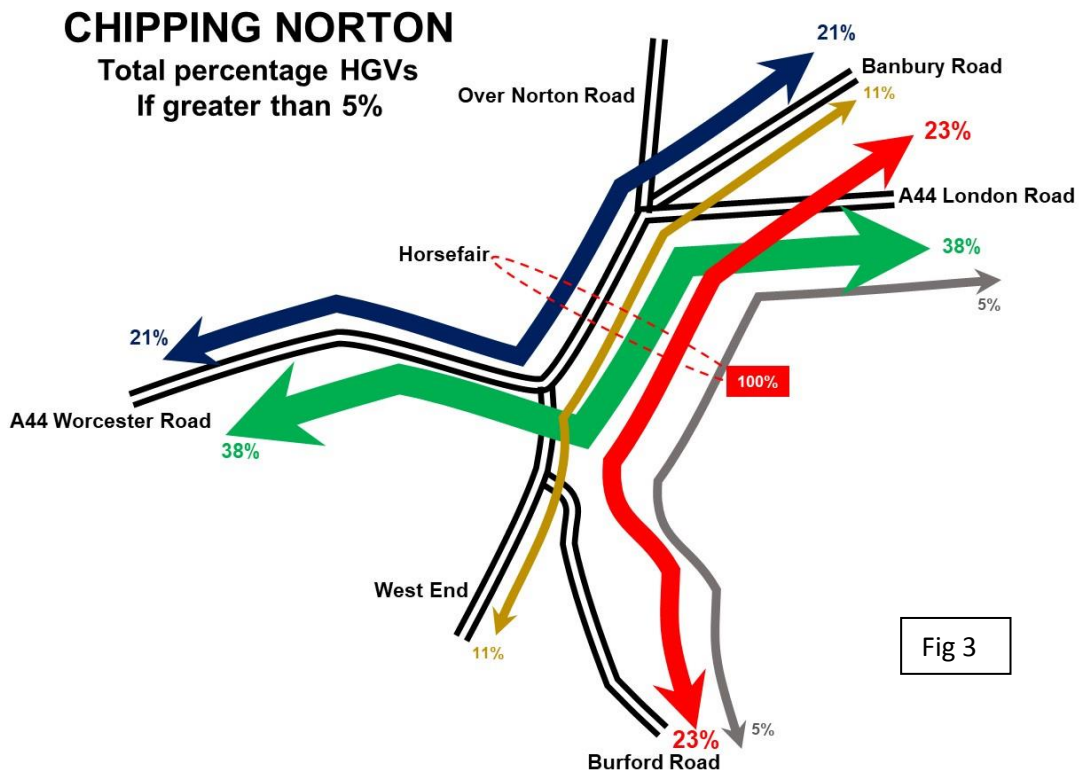 CHIPPING NORTON
Total percentage HGVs
If greater than 5%
21%
Banbury Road
Over Norton Road
11%
23%
A44 London Road
Horsefair
38%
5%
21%
100%
A44 Worcester Road
38%
West End
11%
Fig 3
5%
23%
Burford Road